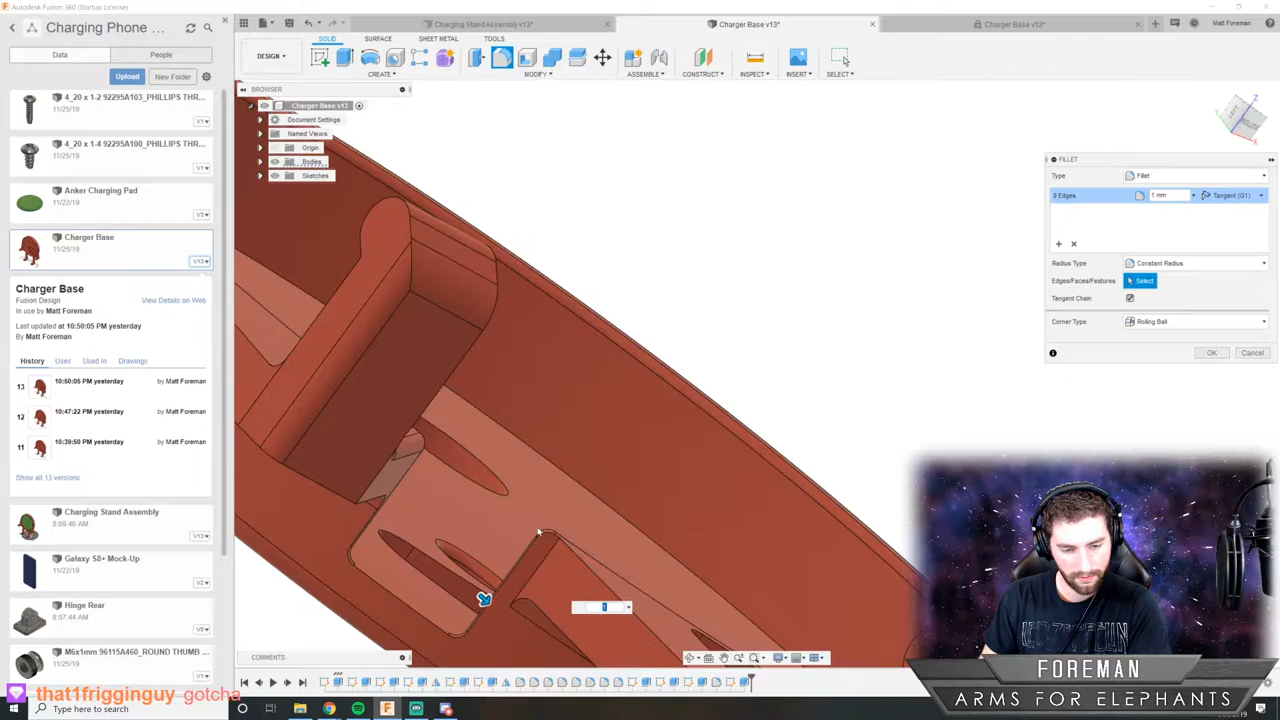 Autodesk Fusion 360 (Startup License)
Charging Phone ...
Charging Stand Assembly v13*
Charger Base v13*
Charger Base v12*
Matt Foreman
Data
People
Upload
New Folder
4_20 x 1-2 92295A103_PHILLIPS THR...
11/25/19
V1
4_20 x 1-4 92295A100_PHILLIPS THR...
11/25/19
V1
Anker Charging Pad
11/22/19
V3
Charger Base
11/25/19
V13
Charger Base
Fusion Design
View Details on Web
In use by Matt Foreman
Last updated at 10:50:05 PM yesterday
By Matt Foreman
History
Uses
Used In
Drawings
13
10:50:05 PM yesterday
by Matt Foreman
12
10:47:22 PM yesterday
by Matt Foreman
11
10:39:50 PM yesterday
by Matt Foreman
Show all 13 versions
Charging Stand Assembly
8:09:46 AM
V13
Galaxy S8+ Mock-Up
11/22/19
V2
Hinge Rear
8:07:44 AM
V5
M6x1mm 96115A460_ROUND THUMB ...
11/25/19
V1
DESIGN
SOLID
SURFACE
SHEET METAL
TOOLS
CREATE
MODIFY
ASSEMBLE
CONSTRUCT
INSPECT
INSERT
SELECT
BROWSER
Charger Base v13
Document Settings
Named Views
Origin
Bodies
Sketches
FILLET
Type
Fillet
9 Edges
1 mm
Tangent (G1)
Radius Type
Constant Radius
Edges/Faces/Features
Select
Tangent Chain
Corner Type
Rolling Ball
OK
Cancel
1
COMMENTS
that1frigginguy gotcha
Type here to search
FOREMAN
ARMS FOR ELEPHANTS